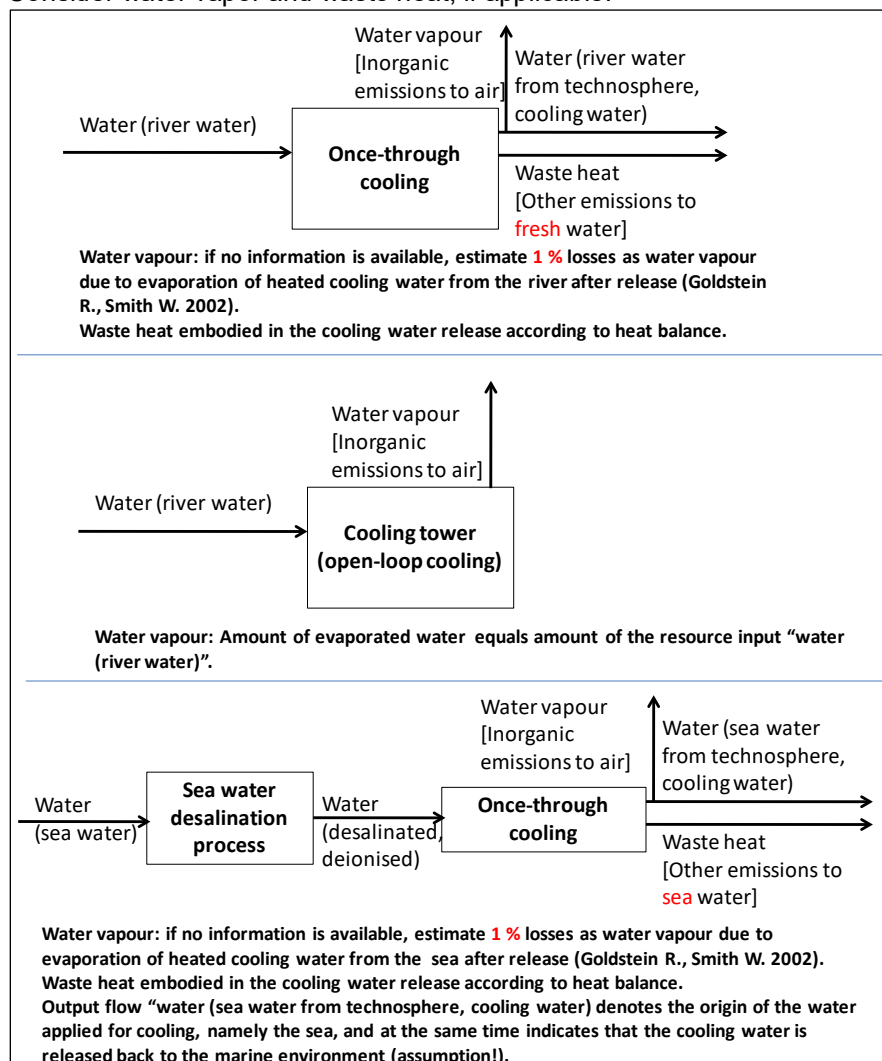 Consider water vapor and waste heat, if applicable.
Water vapour
[Inorganic
emissions to air]
Water (river water
from technosphere,
cooling water)
Water (river water)
Once-through
cooling
Waste heat
[Other emissions to
fresh water]
Water vapour: if no information is available, estimate 1 % losses as water vapour
due to evaporation of heated cooling water from the river after release (Goldstein
R., Smith W. 2002).
Waste heat embodied in the cooling water release according to heat balance.
Water vapour
[Inorganic
emissions to air]
Water (river water)
Cooling tower
(open-loop cooling)
Water vapour: Amount of evaporated water equals amount of the resource input “water
(river water)”.
Water vapour
[Inorganic
emissions to air]
Water (sea water
from technosphere,
cooling water)
Water
(sea water)
Sea water
desalination
process
Water
(desalinated,
deionised)
Once-through
cooling
Waste heat
[Other emissions to
sea water]
Water vapour: if no information is available, estimate 1 % losses as water vapour due to
evaporation of heated cooling water from the sea after release (Goldstein R., Smith W. 2002).
Waste heat embodied in the cooling water release according to heat balance.
Output flow “water (sea water from technosphere, cooling water) denotes the origin of the water
applied for cooling, namely the sea, and at the same time indicates that the cooling water is
released back to the marine environment (assumption!).